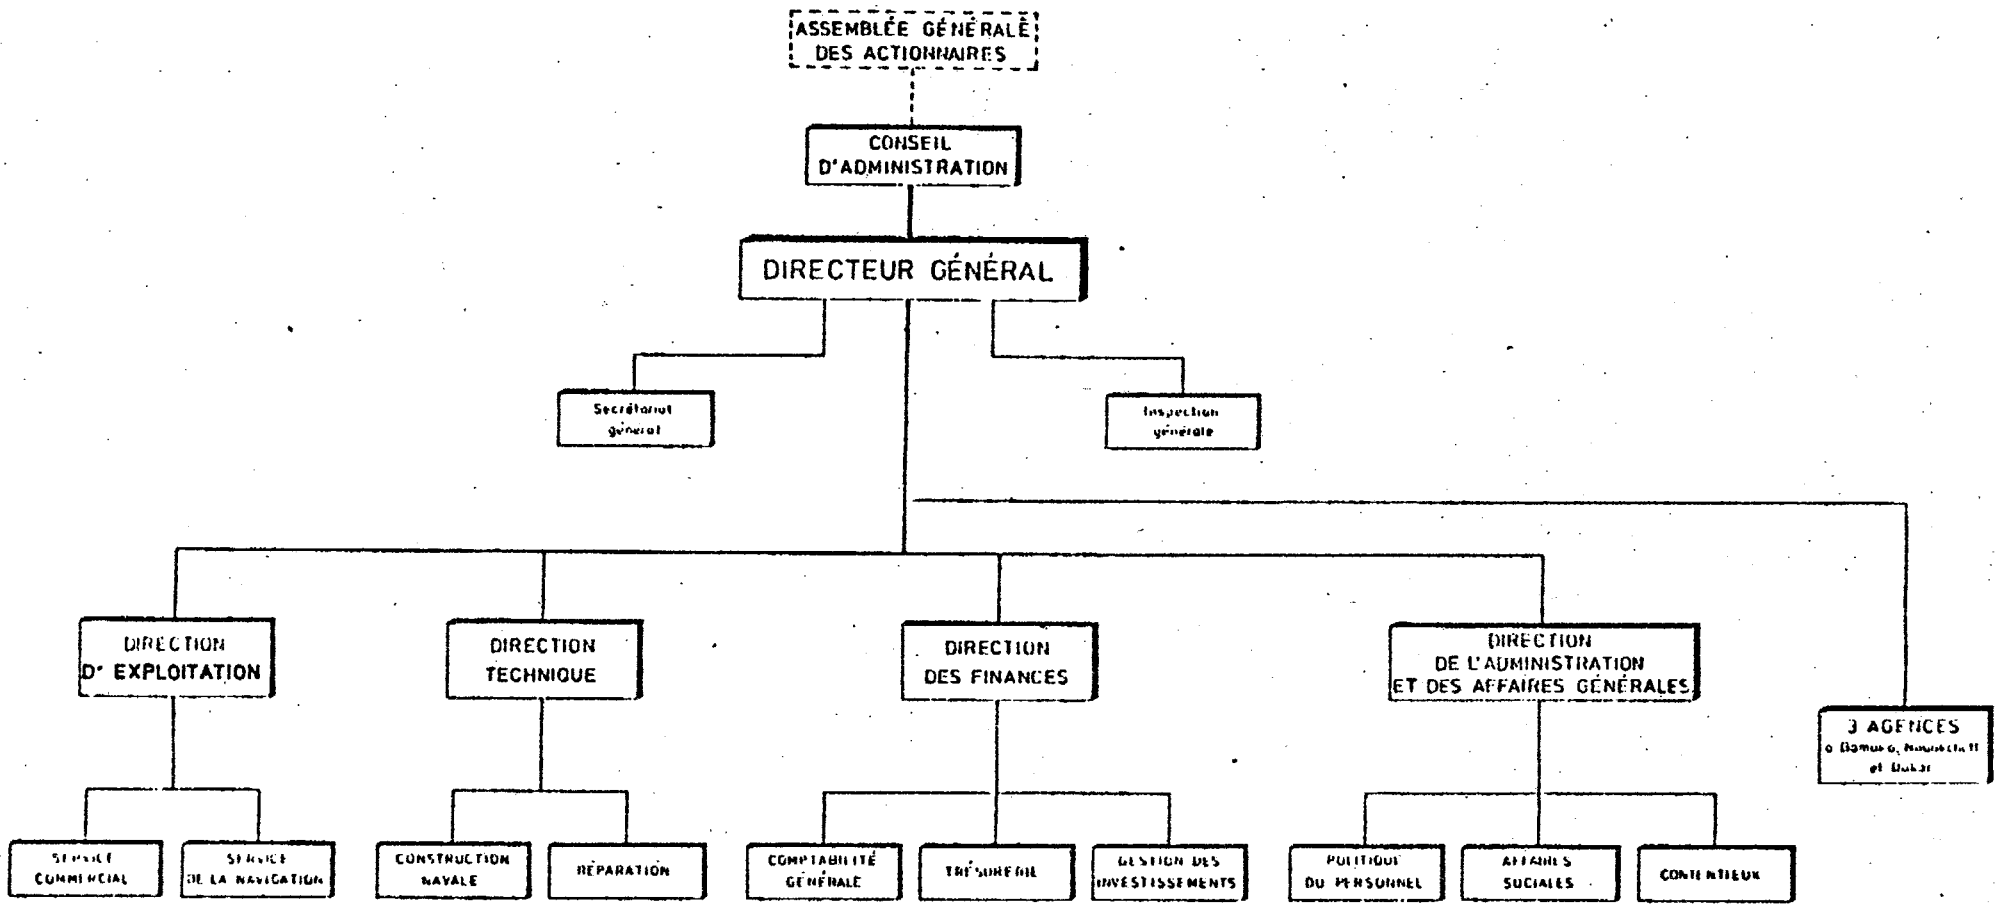 ASSEMBLÉE GÉNÉRALE
DES ACTIONNAIRES
CONSEIL
D'ADMINISTRATION
DIRECTEUR GÉNÉRAL
Secrétariat
général
Inspection
générale
DIRECTION
D' EXPLOITATION
DIRECTION
TECHNIQUE
DIRECTION
DES FINANCES
DIRECTION
DE L'ADMINISTRATION
ET DES AFFAIRES GÉNÉRALES
3 AGENCES
à Bamako, Nouakchott
et Dakar
SERVICE
COMMERCIAL
SERVICE
DE LA NAVIGATION
CONSTRUCTION
NAVALE
RÉPARATION
COMPTABILITÉ
GÉNÉRALE
TRÉSORERIE
GESTION DES
INVESTISSEMENTS
POLITIQUE
DU PERSONNEL
AFFAIRES
SOCIALES
CONTENTIEUX